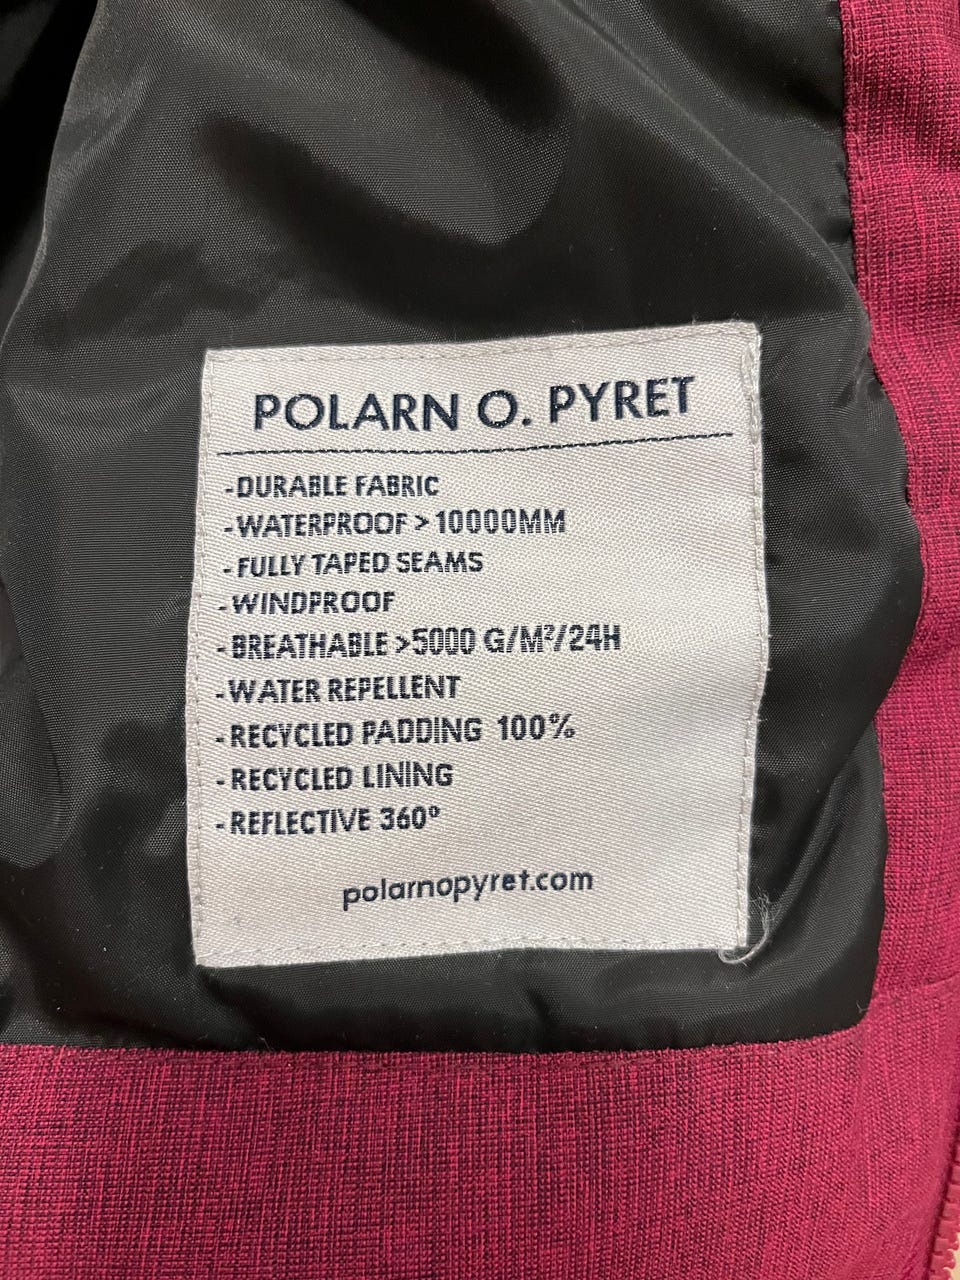 POLARN O. PYRET
-DURABLE FABRIC
-WATERPROOF > 10000MM
-FULLY TAPED SEAMS
-WINDPROOF
-BREATHABLE >5000 G/M²/24H
-WATER REPELLENT
-RECYCLED PADDING 100%
-RECYCLED LINING
-REFLECTIVE 360°
polarnopyret.com